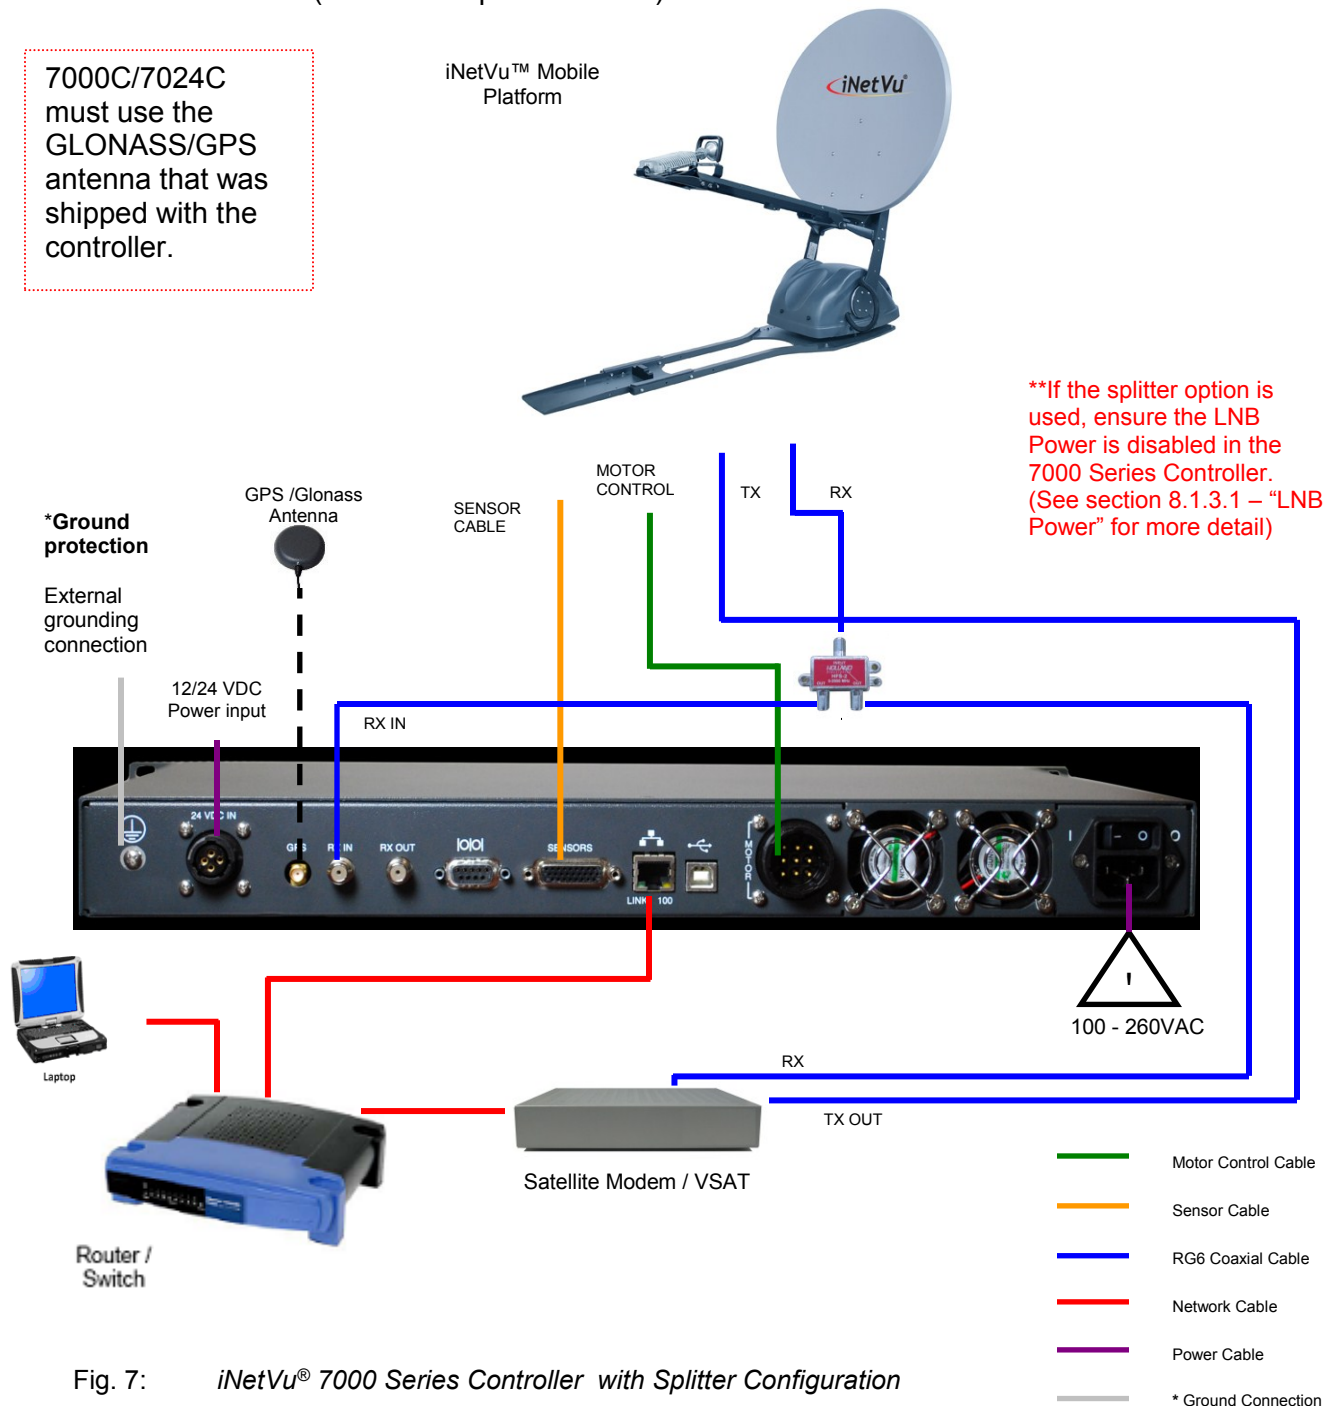 7000C/7024C
must use the
GLONASS/GPS
antenna that was
shipped with the
controller.
iNetVu™ Mobile
Platform
iNetVu®
**If the splitter option is
used, ensure the LNB
Power is disabled in the
7000 Series Controller.
(See section 8.1.3.1 – “LNB
Power” for more detail)
MOTOR
CONTROL
TX
RX
GPS /Glonass
Antenna
SENSOR
CABLE
*Ground
protection
External
grounding
connection
12/24 VDC
Power input
RX IN
HOLLAND
24 VDC IN
GPS
RX IN
RX OUT
IOIOI
SENSORS
LINK 100
MOTOR
I
- O
100 - 260VAC
Laptop
RX
TX OUT
Satellite Modem / VSAT
Router /
Switch
Motor Control Cable
Sensor Cable
RG6 Coaxial Cable
Network Cable
Power Cable
* Ground Connection
Fig. 7: iNetVu® 7000 Series Controller with Splitter Configuration